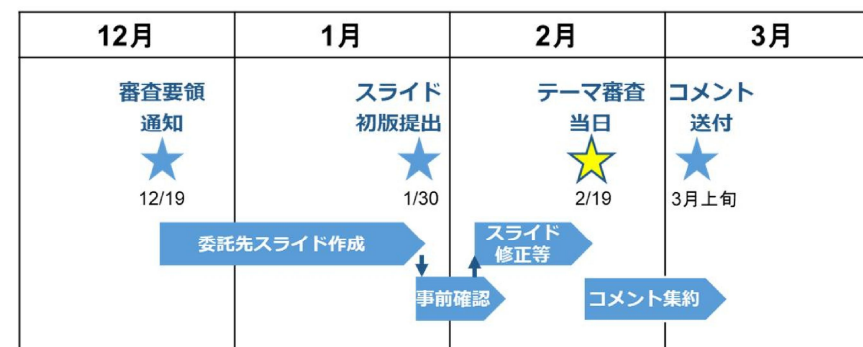 12月
1月
2月
3月
審査要領
通知
スライド
初版提出
テーマ審査
当日
コメント
送付
12/19
1/30
2/19
3月上旬
委託先スライド作成
スライド
修正等
事前確認
コメント集約